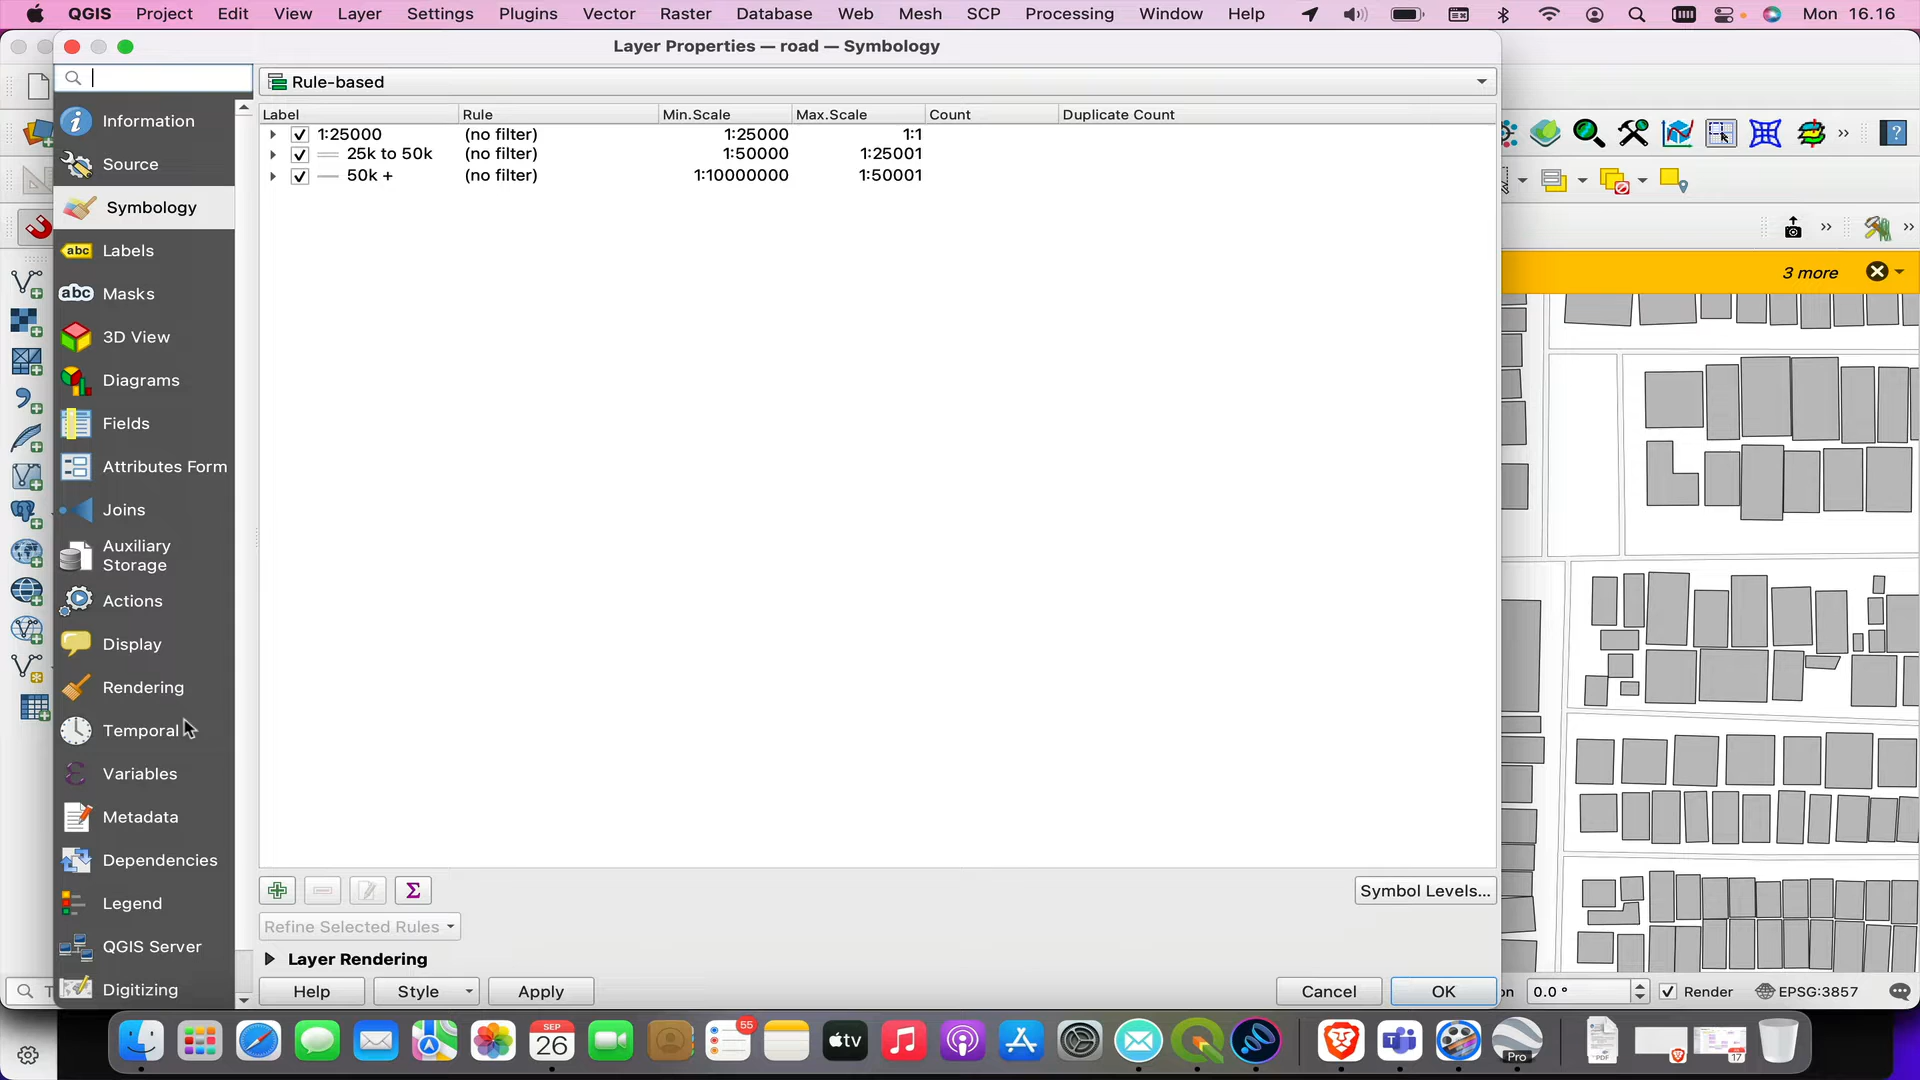 QGIS Project Edit View Layer Settings Plugins Vector Raster Database Web Mesh SCP Processing Window Help Mon 16.16
Layer Properties — road — Symbology
Rule-based
Label Rule Min.Scale Max.Scale Count Duplicate Count
1:25000 (no filter) 1:25000 1:1
25k to 50k (no filter) 1:50000 1:25001
50k + (no filter) 1:10000000 1:50001
Information
Source
Symbology
abc Labels
abc Masks
3D View
Diagrams
Fields
Attributes Form
Joins
Auxiliary
Storage
Actions
Display
Rendering
Temporal
Variables
Metadata
Dependencies
Legend
QGIS Server
Digitizing
3 more
Symbol Levels...
Refine Selected Rules
Layer Rendering
Help Style Apply Cancel OK
T
on 0.0 ° Render EPSG:3857
SEP
26
55
tv
Pro
PDF
17